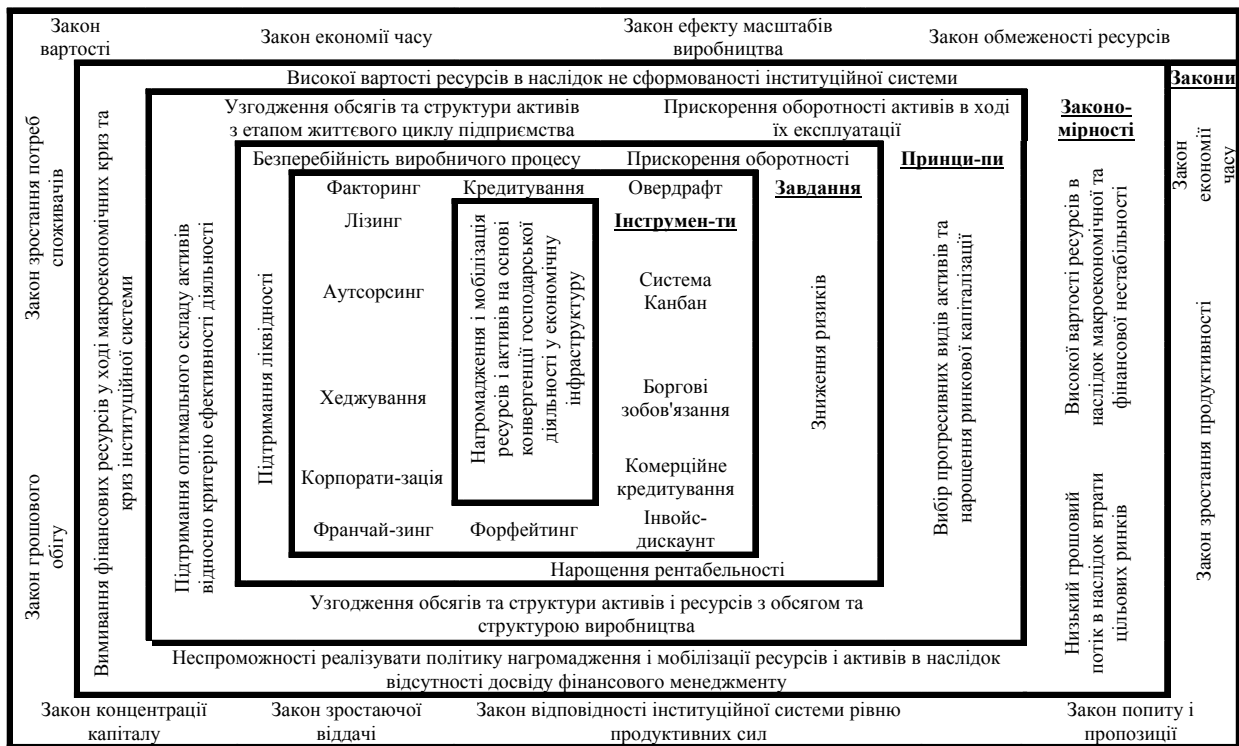 Закон
вартості
Закон економії часу
Закон ефекту масштабів
виробництва
Закон обмеженості ресурсів
Високої вартості ресурсів в наслідок не сформованості інституційної системи
Закони
Узгодження обсягів та структури активів
з етапом життєвого циклу підприємства
Прискорення оборотності активів в ході
їх експлуатації
Законо-
мірності
Безперебійність виробничого процесу
Прискорення оборотності
Принци-пи
Факторинг
Кредитування
Овердрафт
Завдання
Лізинг
Інструмен-ти
Аутсорсинг
Система
Канбан
Хеджування
Боргові
зобов'язання
Корпорати-зація
Комерційне
кредитування
Франчай-зинг
Форфейтинг
Інвойс-
дискаунт
Нагромадження і мобілізація
ресурсів і активів на основі
конвергенції господарської
діяльності у економічну
інфраструктуру
Підтримання ліквідності
Зниження ризиків
Нарощення рентабельності
Підтримання оптимального складу активів
відносно критерію ефективності діяльності
Вибір прогресивних видів активів та
нарощення ринкової капіталізації
Узгодження обсягів та структури активів і ресурсів з обсягом та
структурою виробництва
Вимивання фінансових ресурсів у ході макроекономічних криз та
криз інституційної системи
Високої вартості ресурсів в
наслідок макроекономічної та
фінансової нестабільності
Низький грошовий
потік в наслідок втрати
цільових ринків
Неспроможності реалізувати політику нагромадження і мобілізації ресурсів і активів в наслідок
відсутності досвіду фінансового менеджменту
Закон зростання потреб
споживачів
Закон грошового
обігу
Закон
економії
часу
Закон зростання продуктивності
Закон концентрації
капіталу
Закон зростаючої
віддачі
Закон відповідності інституційної системи рівню
продуктивних сил
Закон попиту і
пропозиції